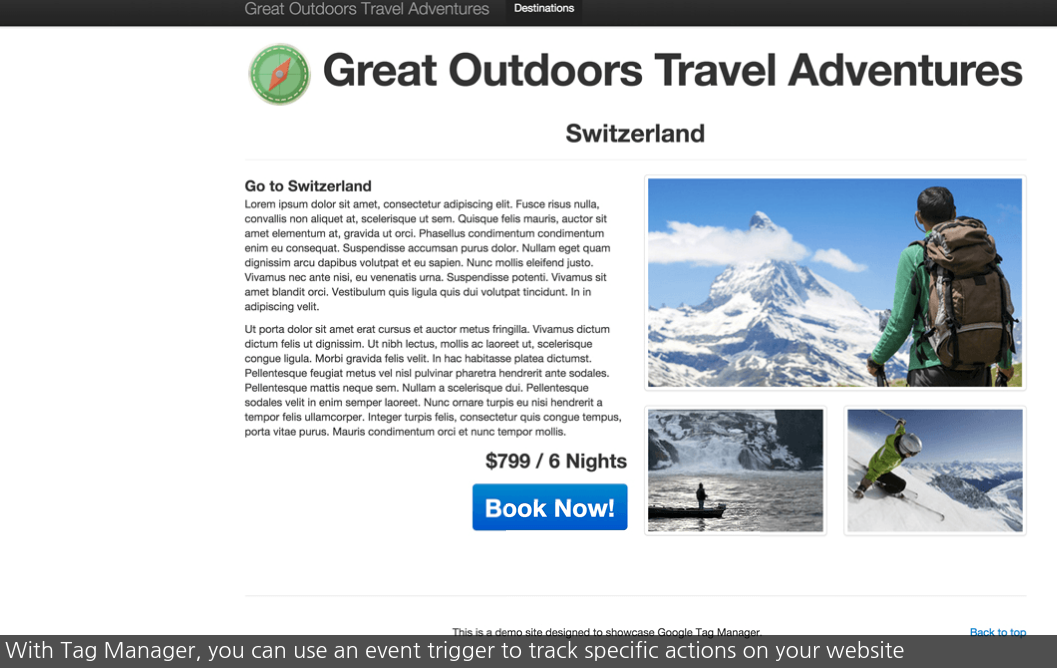 Great Outdoors Travel Adventures Destinations
Great Outdoors Travel Adventures
Switzerland
Go to Switzerland
Lorem ipsum dolor sit amet, consectetur adipiscing elit. Fusce risus nulla,
convallis non aliquet at, scelerisque ut sem. Quisque felis mauris, auctor sit
amet elementum at, gravida ut orci. Phasellus condimentum condimentum
enim eu consequat. Suspendisse accumsan purus dolor. Nullam eget quam
dignissim arcu dapibus volutpat et eu sapien. Nunc mollis eleifend justo.
Vivamus nec ante nisi, eu venenatis urna. Suspendisse potenti. Vivamus sit
amet blandit orci. Vestibulum quis ligula quis dui volutpat tincidunt. In in
adipiscing velit.
Ut porta dolor sit amet erat cursus et auctor metus fringilla. Vivamus dictum
dictum felis ut dignissim. Ut nibh lectus, mollis ac laoreet ut, scelerisque
congue ligula. Morbi gravida felis velit. In hac habitasse platea dictumst.
Pellentesque feugiat metus vel nisl pulvinar pharetra hendrerit ante sodales.
Pellentesque mattis neque sem. Nullam a scelerisque dui. Pellentesque
sodales velit in enim semper laoreet. Nunc ornare turpis eu nisi hendrerit a
tempor felis ullamcorper. Integer turpis felis, consectetur quis congue tempus,
porta vitae purus. Mauris condimentum orci et nunc tempor mollis.
$799 / 6 Nights
Book Now!
This is a demo site designed to showcase Google Tag Manager. Back to top
With Tag Manager, you can use an event trigger to track specific actions on your website